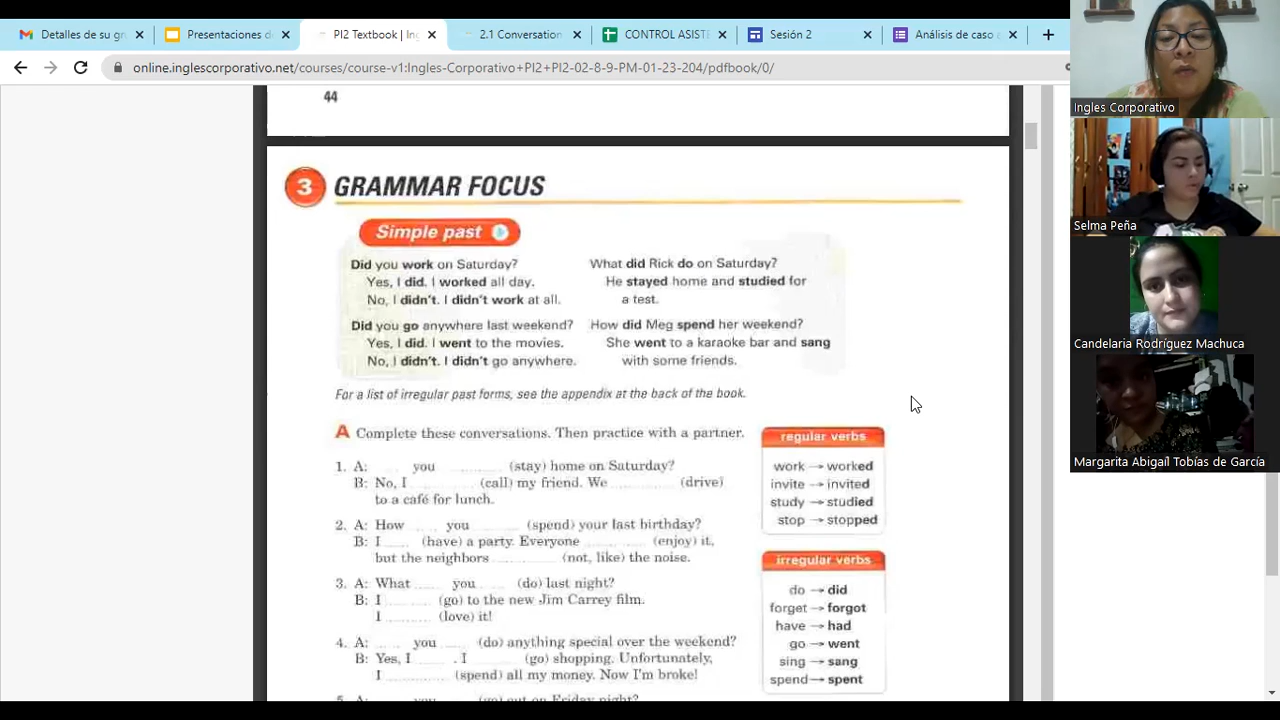 Detalles de su gr
Presentaciones d
PI2 Textbook | In
2.1 Conversation
CONTROL ASIST
Sesión 2
Análisis de caso
online.inglescorporativo.net/courses/course-v1:Ingles-Corporativo+PI2+PI2-02-8-9-PM-01-23-204/pdfbook/0/
Ingles Corporativo
Selma Peña
Candelaria Rodríguez Machuca
Margarita Abigail Tobías de García
44
3 GRAMMAR FOCUS
Simple past
Did you work on Saturday?
Yes, I did. I worked all day.
No, I didn't. I didn't work at all.
Did you go anywhere last weekend?
Yes, I did. I went to the movies.
No, I didn't. I didn't go anywhere.
What did Rick do on Saturday?
He stayed home and studied for
a test.
How did Meg spend her weekend?
She went to a karaoke bar and sang
with some friends.
For a list of irregular past forms, see the appendix at the back of the book.
A Complete these conversations. Then practice with a partner.
1. A: ..... you .......... (stay) home on Saturday?
B: No, I .......... (call) my friend. We .......... (drive)
to a café for lunch.
2. A: How ..... you ....... (spend) your last birthday?
B: I ..... (have) a party. Everyone .......... (enjoy) it,
but the neighbors .......... (not, like) the noise.
3. A: What ..... you ..... (do) last night?
B: I ....... (go) to the new Jim Carrey film.
I ........ (love) it!
4. A: ..... you ..... (do) anything special over the weekend?
B: Yes, I ..... . I ........ (go) shopping. Unfortunately,
I .......... (spend) all my money. Now I'm broke!
5. A: ..... you ..... (go) out on Friday night?
regular verbs
work → worked
invite → invited
study → studied
stop → stopped
irregular verbs
do → did
forget → forgot
have → had
go → went
sing → sang
spend → spent